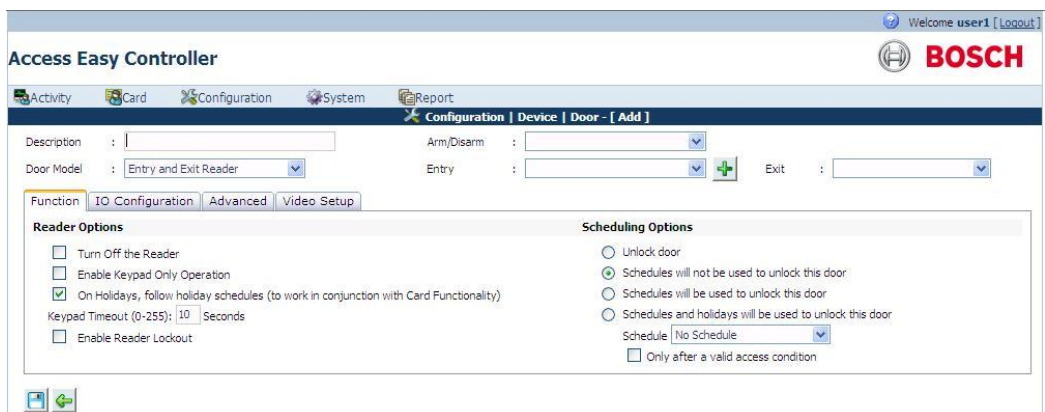 Welcome user1 [ Logout ]
Access Easy Controller
BOSCH
Activity Card Configuration System Report
Configuration | Device | Door - [ Add ]
Description : Arm/Disarm :
Door Model : Entry and Exit Reader Entry : Exit :
Function IO Configuration Advanced Video Setup
Reader Options Scheduling Options
Turn Off the Reader Unlock door
Enable Keypad Only Operation Schedules will not be used to unlock this door
On Holidays, follow holiday schedules (to work in conjunction with Card Functionality) Schedules will be used to unlock this door
Keypad Timeout (0-255): 10 Seconds Schedules and holidays will be used to unlock this door
Enable Reader Lockout Schedule No Schedule
Only after a valid access condition